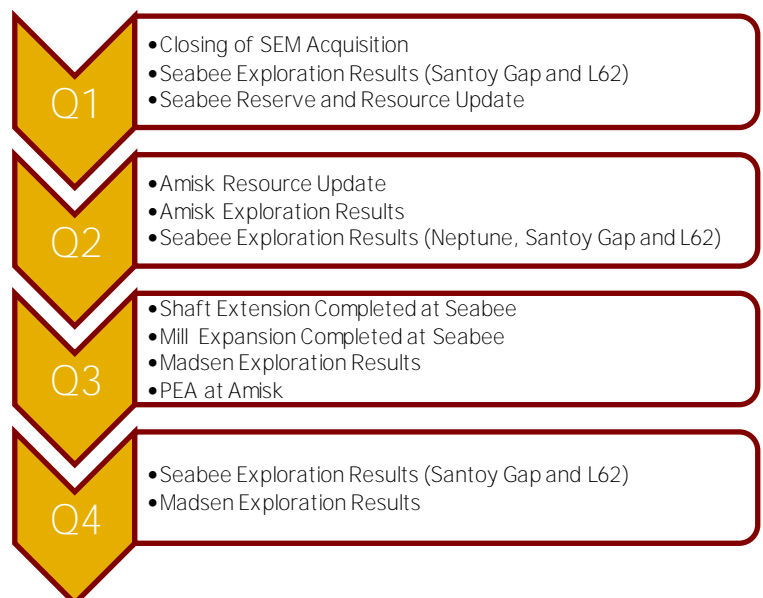 Q1
•Closing of SEM Acquisition
•Seabee Exploration Results (Santoy Gap and L62)
•Seabee Reserve and Resource Update
Q2
•Amisk Resource Update
•Amisk Exploration Results
•Seabee Exploration Results (Neptune, Santoy Gap and L62)
Q3
•Shaft Extension Completed at Seabee
•Mill Expansion Completed at Seabee
•Madsen Exploration Results
•PEA at Amisk
Q4
•Seabee Exploration Results (Santoy Gap and L62)
•Madsen Exploration Results